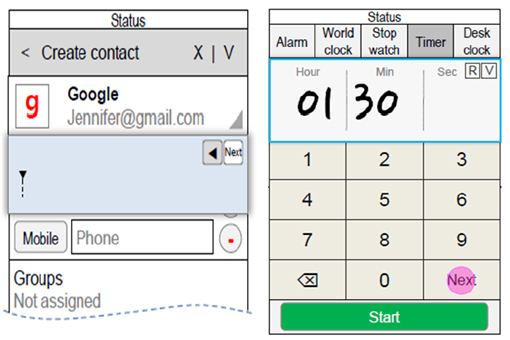 Status
< Create contact X | V
g
Google
Jennifer@gmail.com
Next
Mobile Phone -
Groups
Not assigned
Status
Alarm World clock Stop watch Timer Desk clock
Hour Min Sec R V
01 30
1 2 3
4 5 6
7 8 9
0 Next
Start